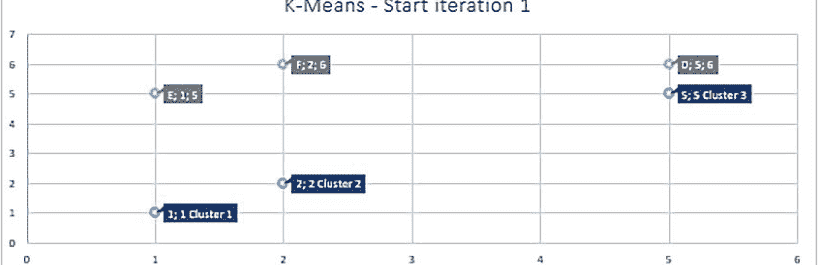 K-Means - Start iteration 1
7
6
F; 2; 6
D; 5; 6
5
E; 1; 5
5; 5 Cluster 3
4
3
2
2; 2 Cluster 2
1
1; 1 Cluster 1
0
0 1 2 3 4 5 6